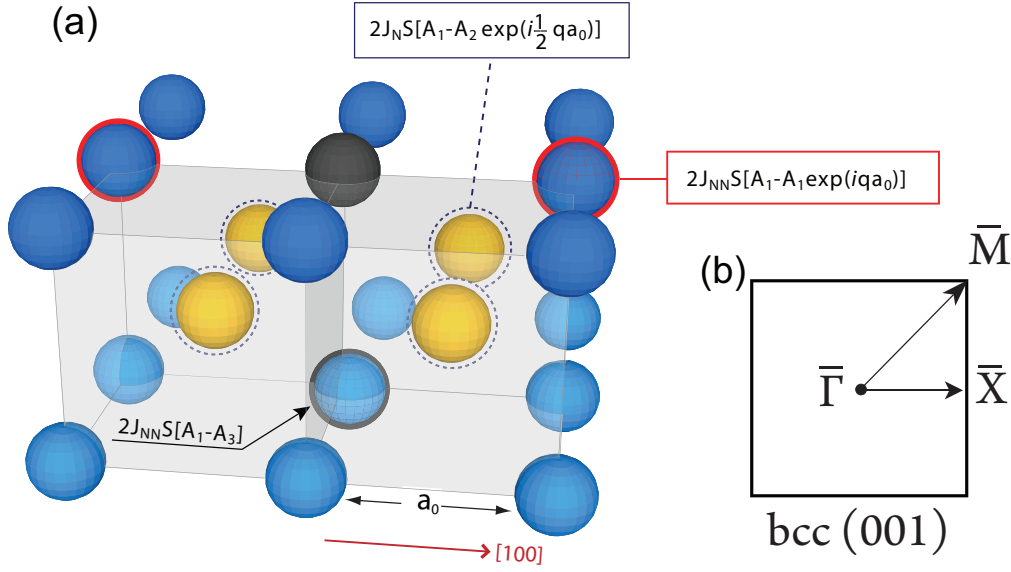 (a)
2J_NS[A_1-A_2 exp(i½ qa_0)]
2J_NNS[A_1-A_1exp(iqa_0)]
2J_NNS[A_1-A_3]
a_0
[100]
(b)
M̅
Γ̅
X̅
bcc (001)